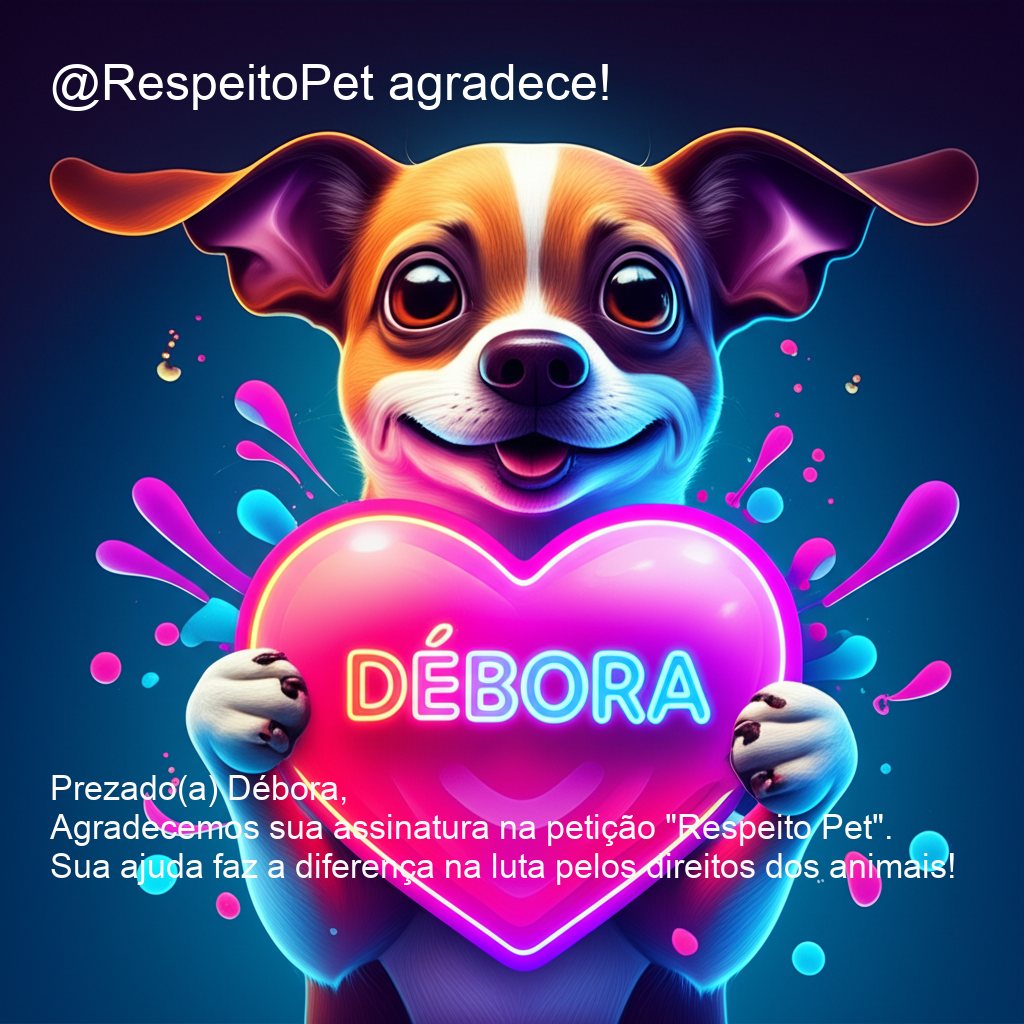 @RespeitoPet agradece!
DÉBORA
Prezado(a) Débora,
Agradecemos sua assinatura na petição "Respeito Pet".
Sua ajuda faz a diferença na luta pelos direitos dos animais!